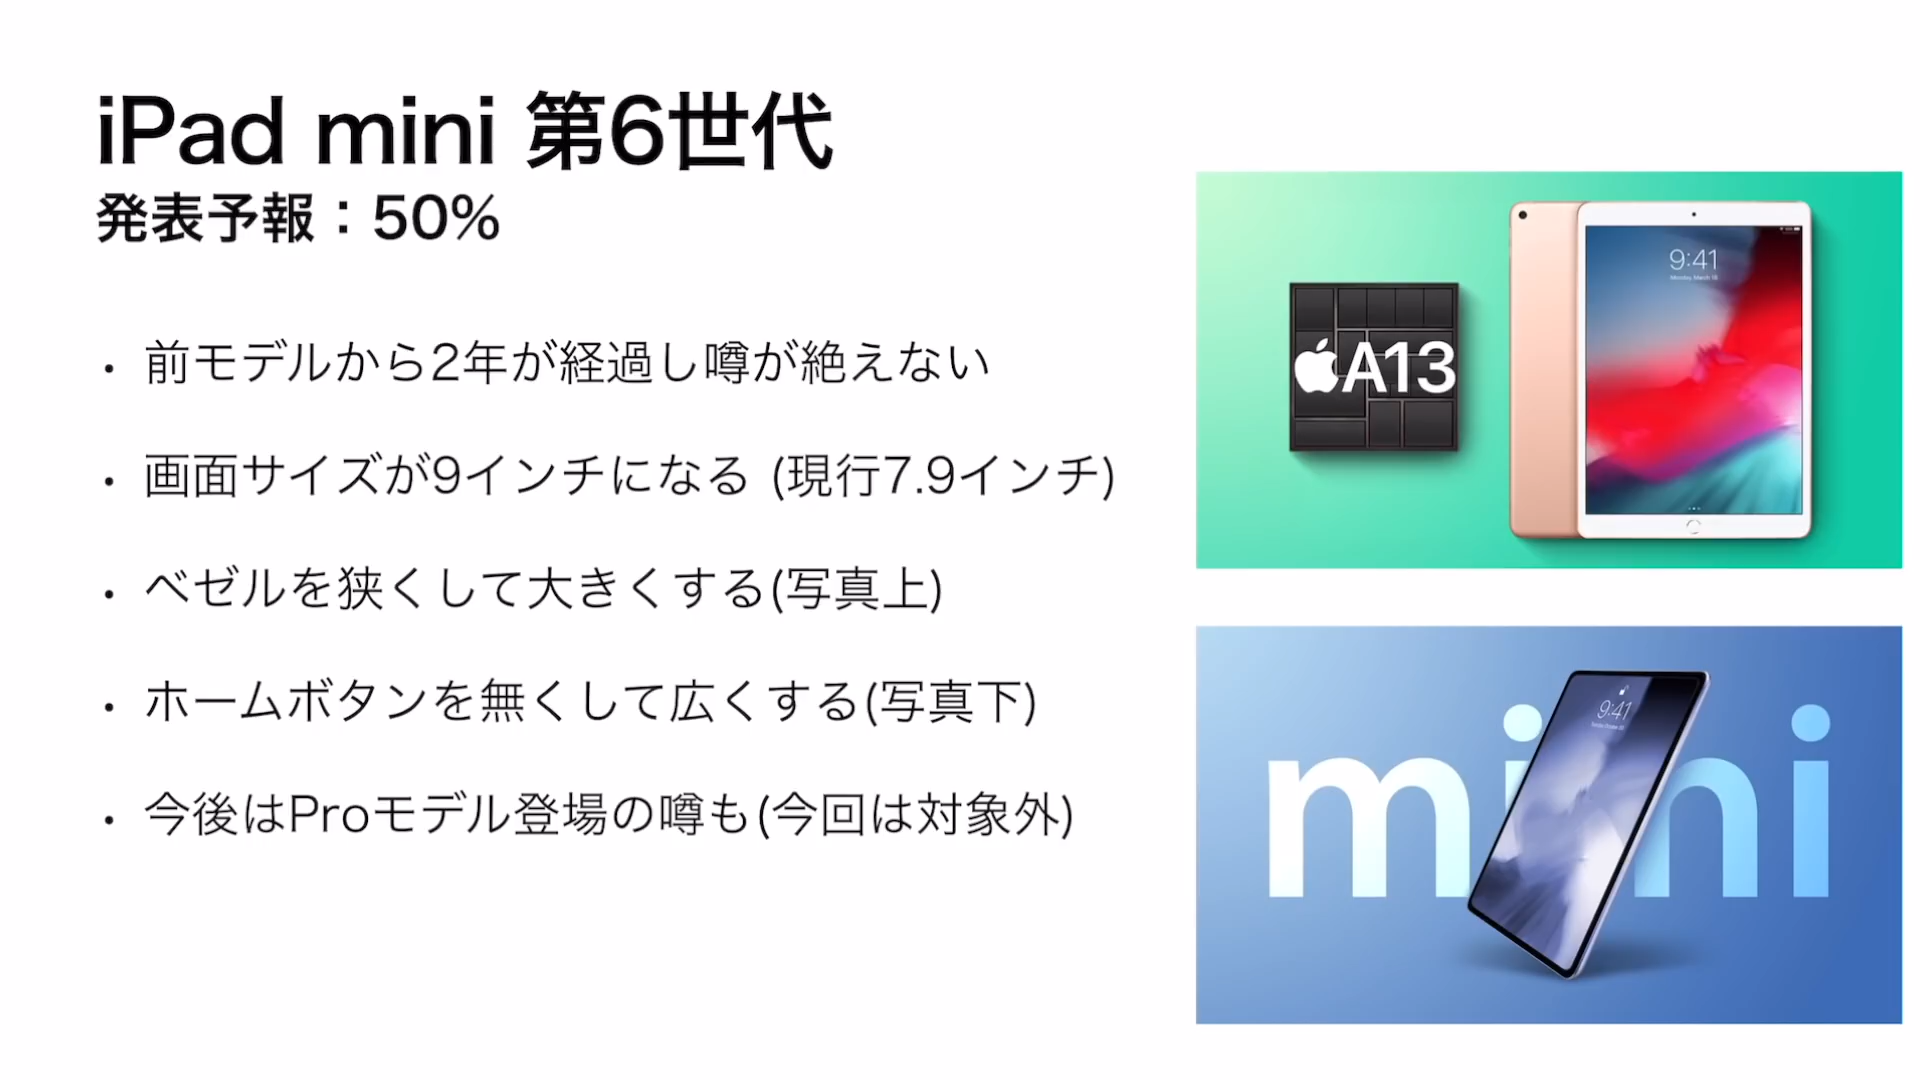 iPad mini 第6世代
発表予報：50%
・前モデルから2年が経過し噂が絶えない
・画面サイズが9インチになる (現行7.9インチ)
・ベゼルを狭くして大きくする(写真上)
・ホームボタンを無くして広くする(写真下)
・今後はProモデル登場の噂も(今回は対象外)
A13
9:41
Monday, March 18
mini
9:41